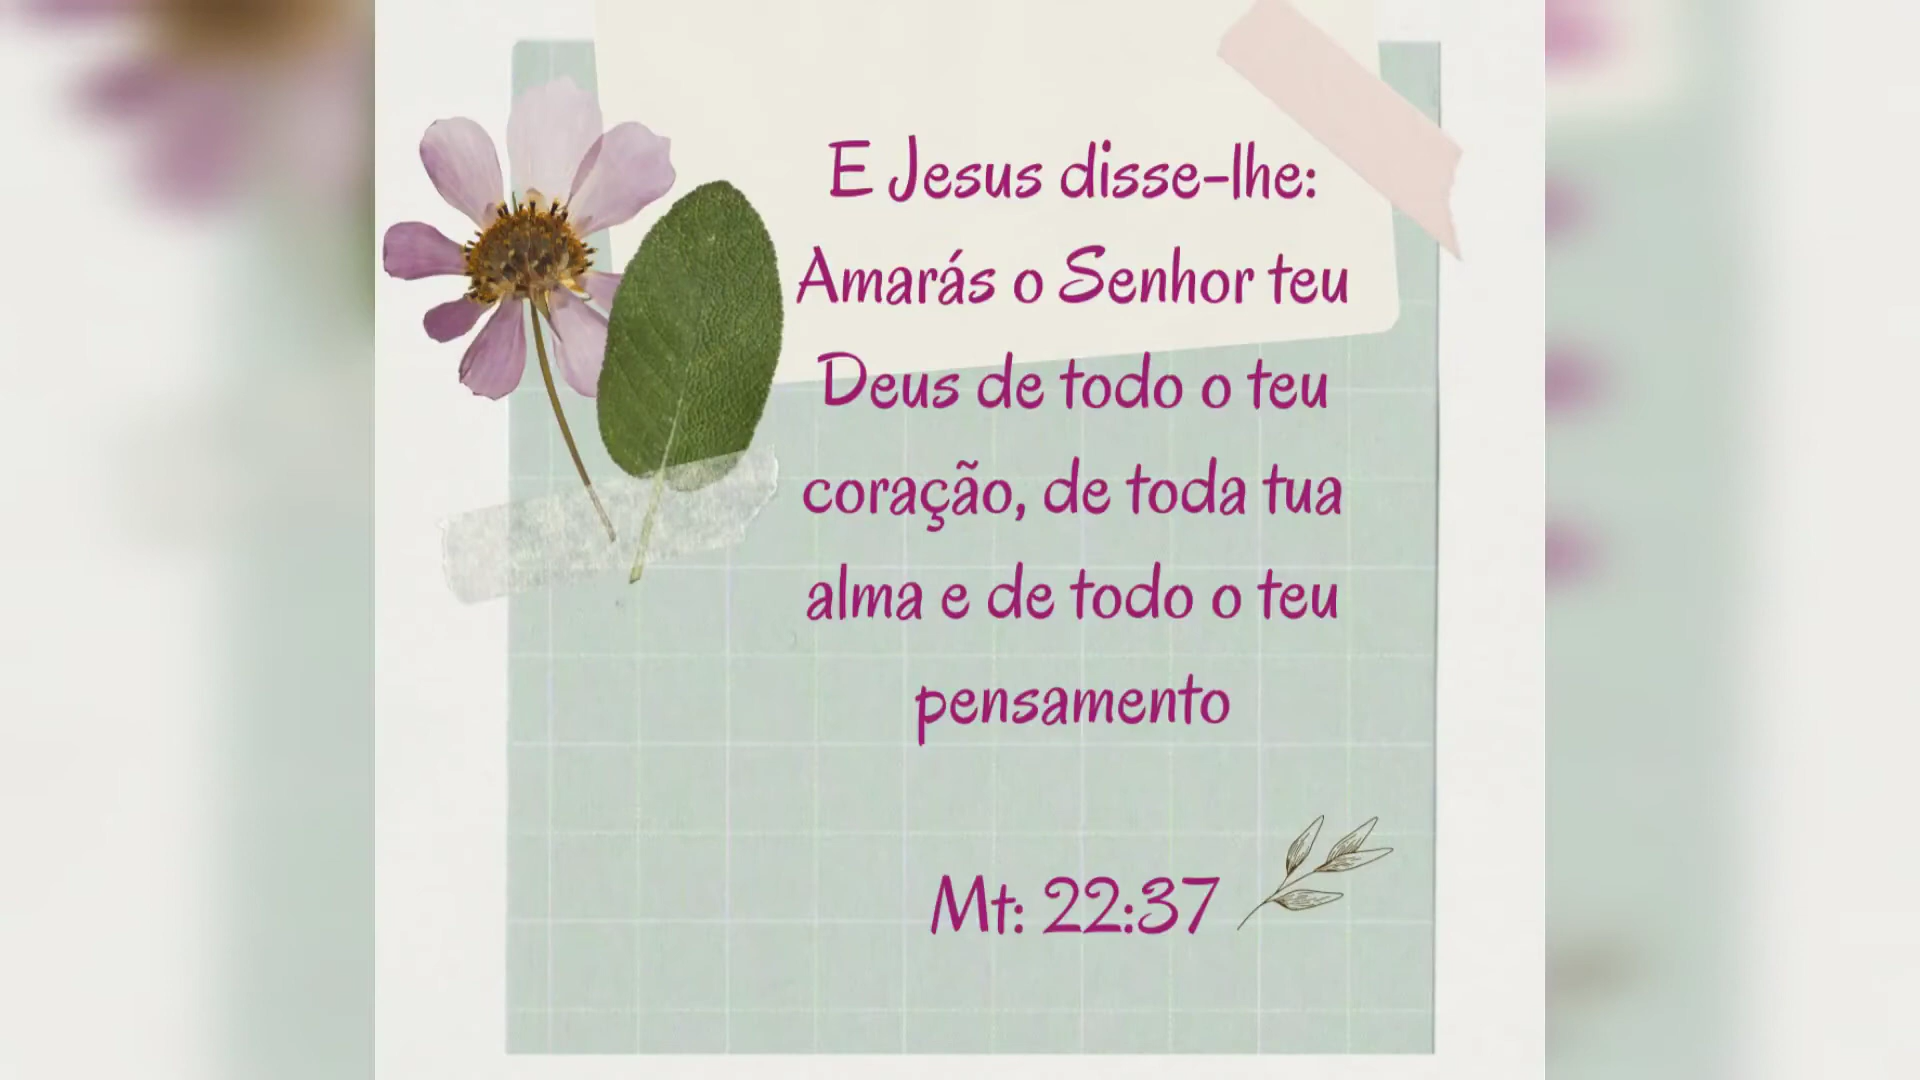 E Jesus disse-lhe:
Amarás o Senhor teu
Deus de todo o teu
coração, de toda tua
alma e de todo o teu
pensamento
Mt: 22:37